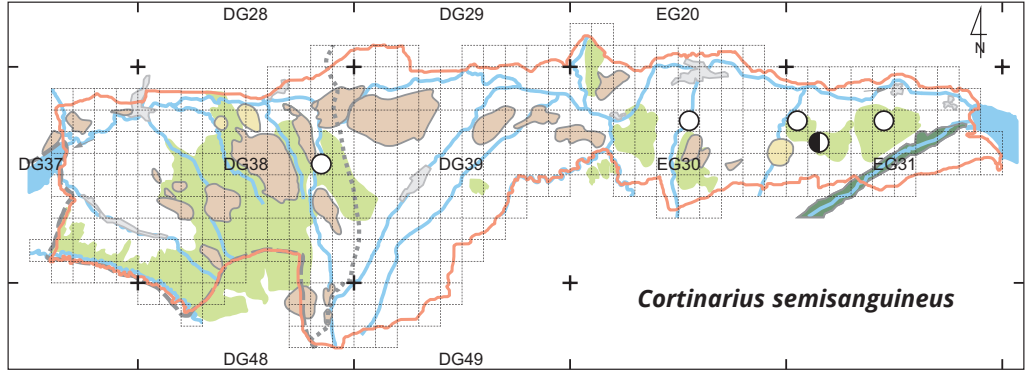 DG28 DG29 EG20
N
DG37 DG38 DG39 EG30 EG31
Cortinarius semisanguineus
DG48 DG49